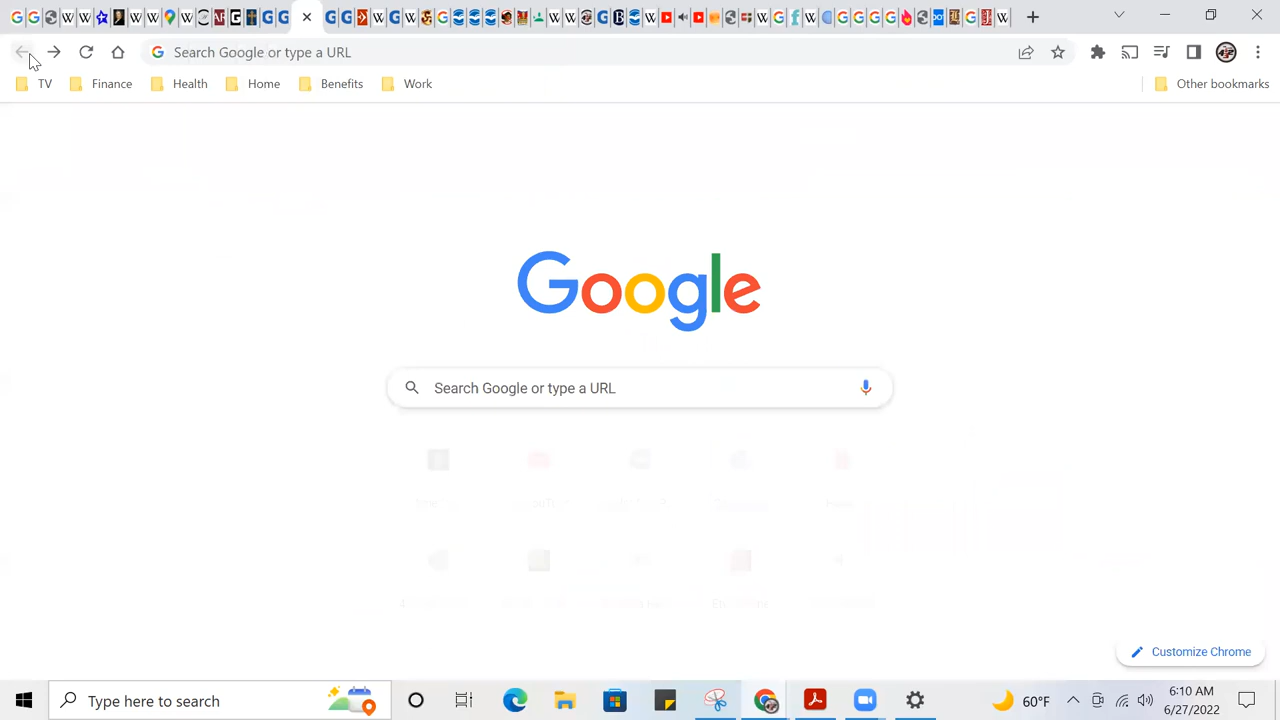 Search Google or type a URL
TV Finance Health Home Benefits Work Other bookmarks
Google
Search Google or type a URL
Customize Chrome
Type here to search
60°F
6:10 AM
6/27/2022